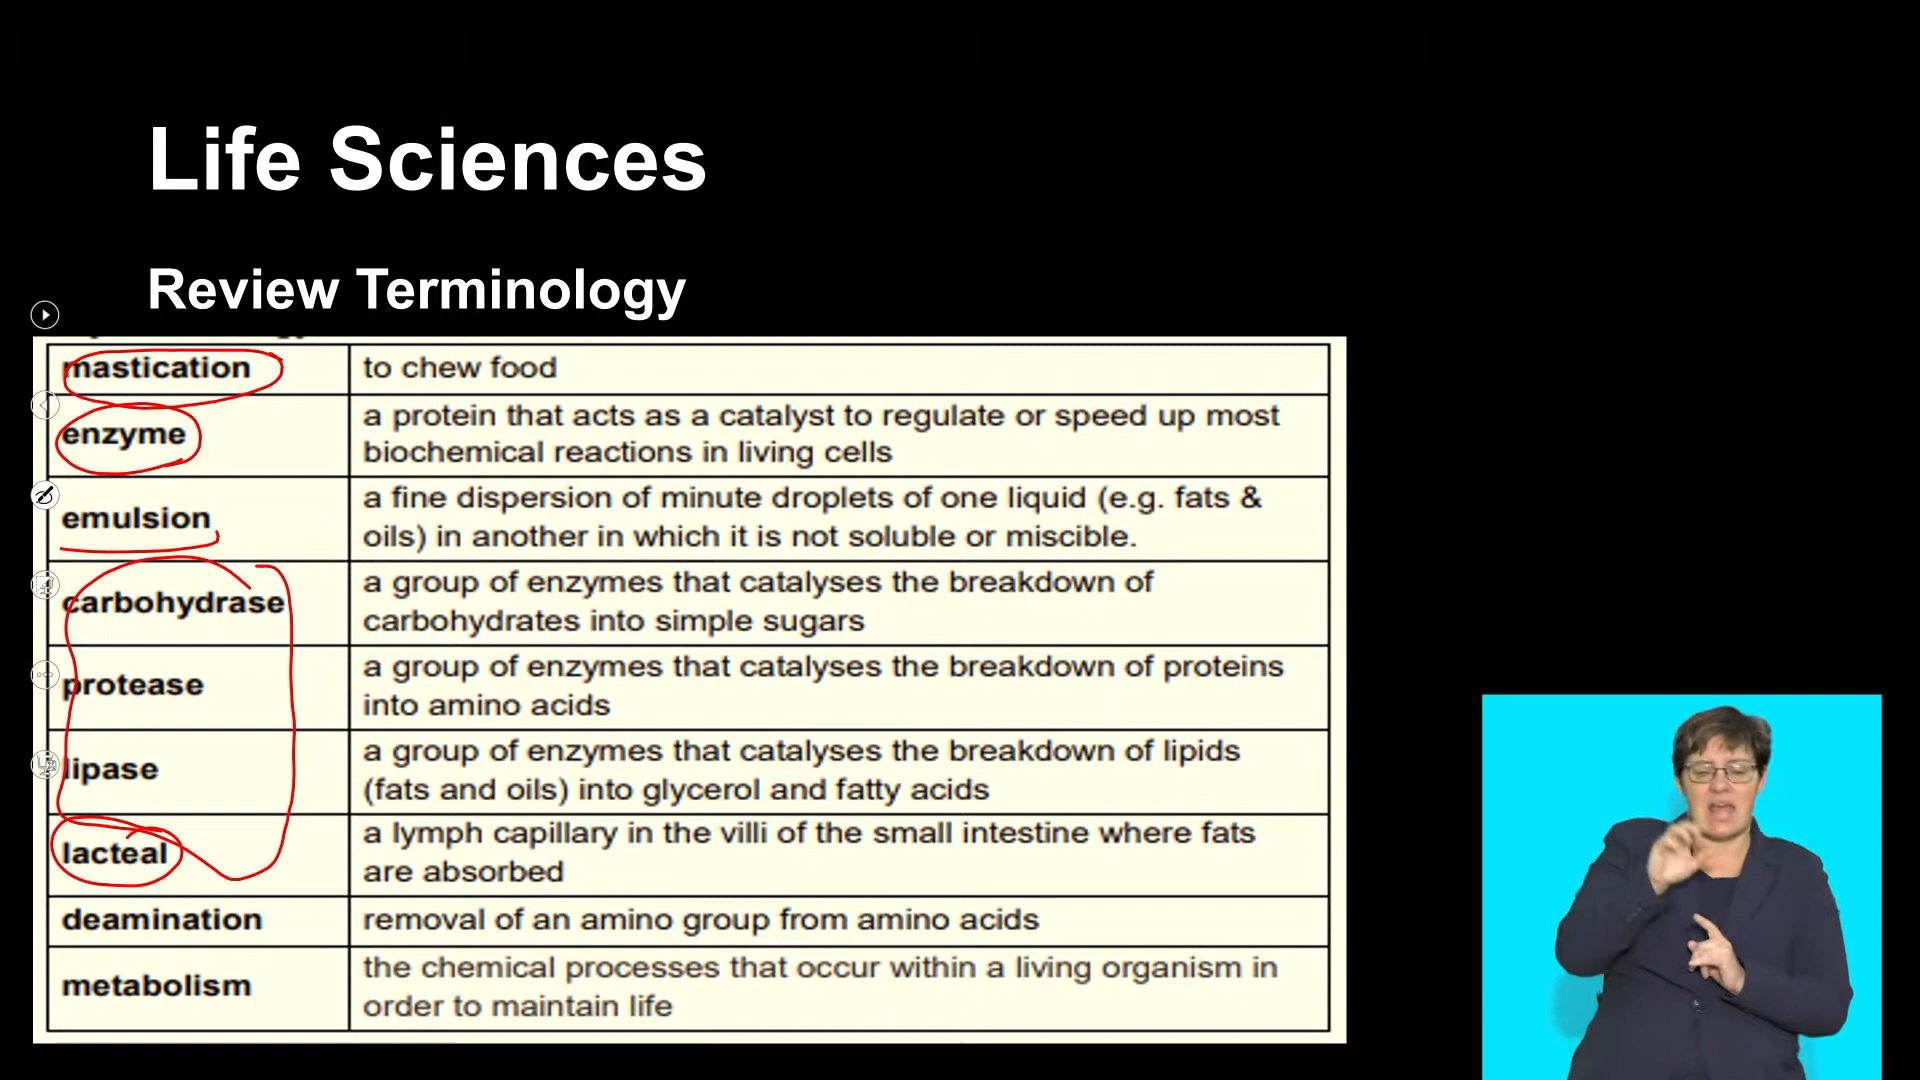 Life Sciences
Review Terminology
mastication
to chew food
enzyme
a protein that acts as a catalyst to regulate or speed up most
biochemical reactions in living cells
emulsion
a fine dispersion of minute droplets of one liquid (e.g. fats &
oils) in another in which it is not soluble or miscible.
carbohydrase
a group of enzymes that catalyses the breakdown of
carbohydrates into simple sugars
protease
a group of enzymes that catalyses the breakdown of proteins
into amino acids
lipase
a group of enzymes that catalyses the breakdown of lipids
(fats and oils) into glycerol and fatty acids
lacteal
a lymph capillary in the villi of the small intestine where fats
are absorbed
deamination
removal of an amino group from amino acids
metabolism
the chemical processes that occur within a living organism in
order to maintain life